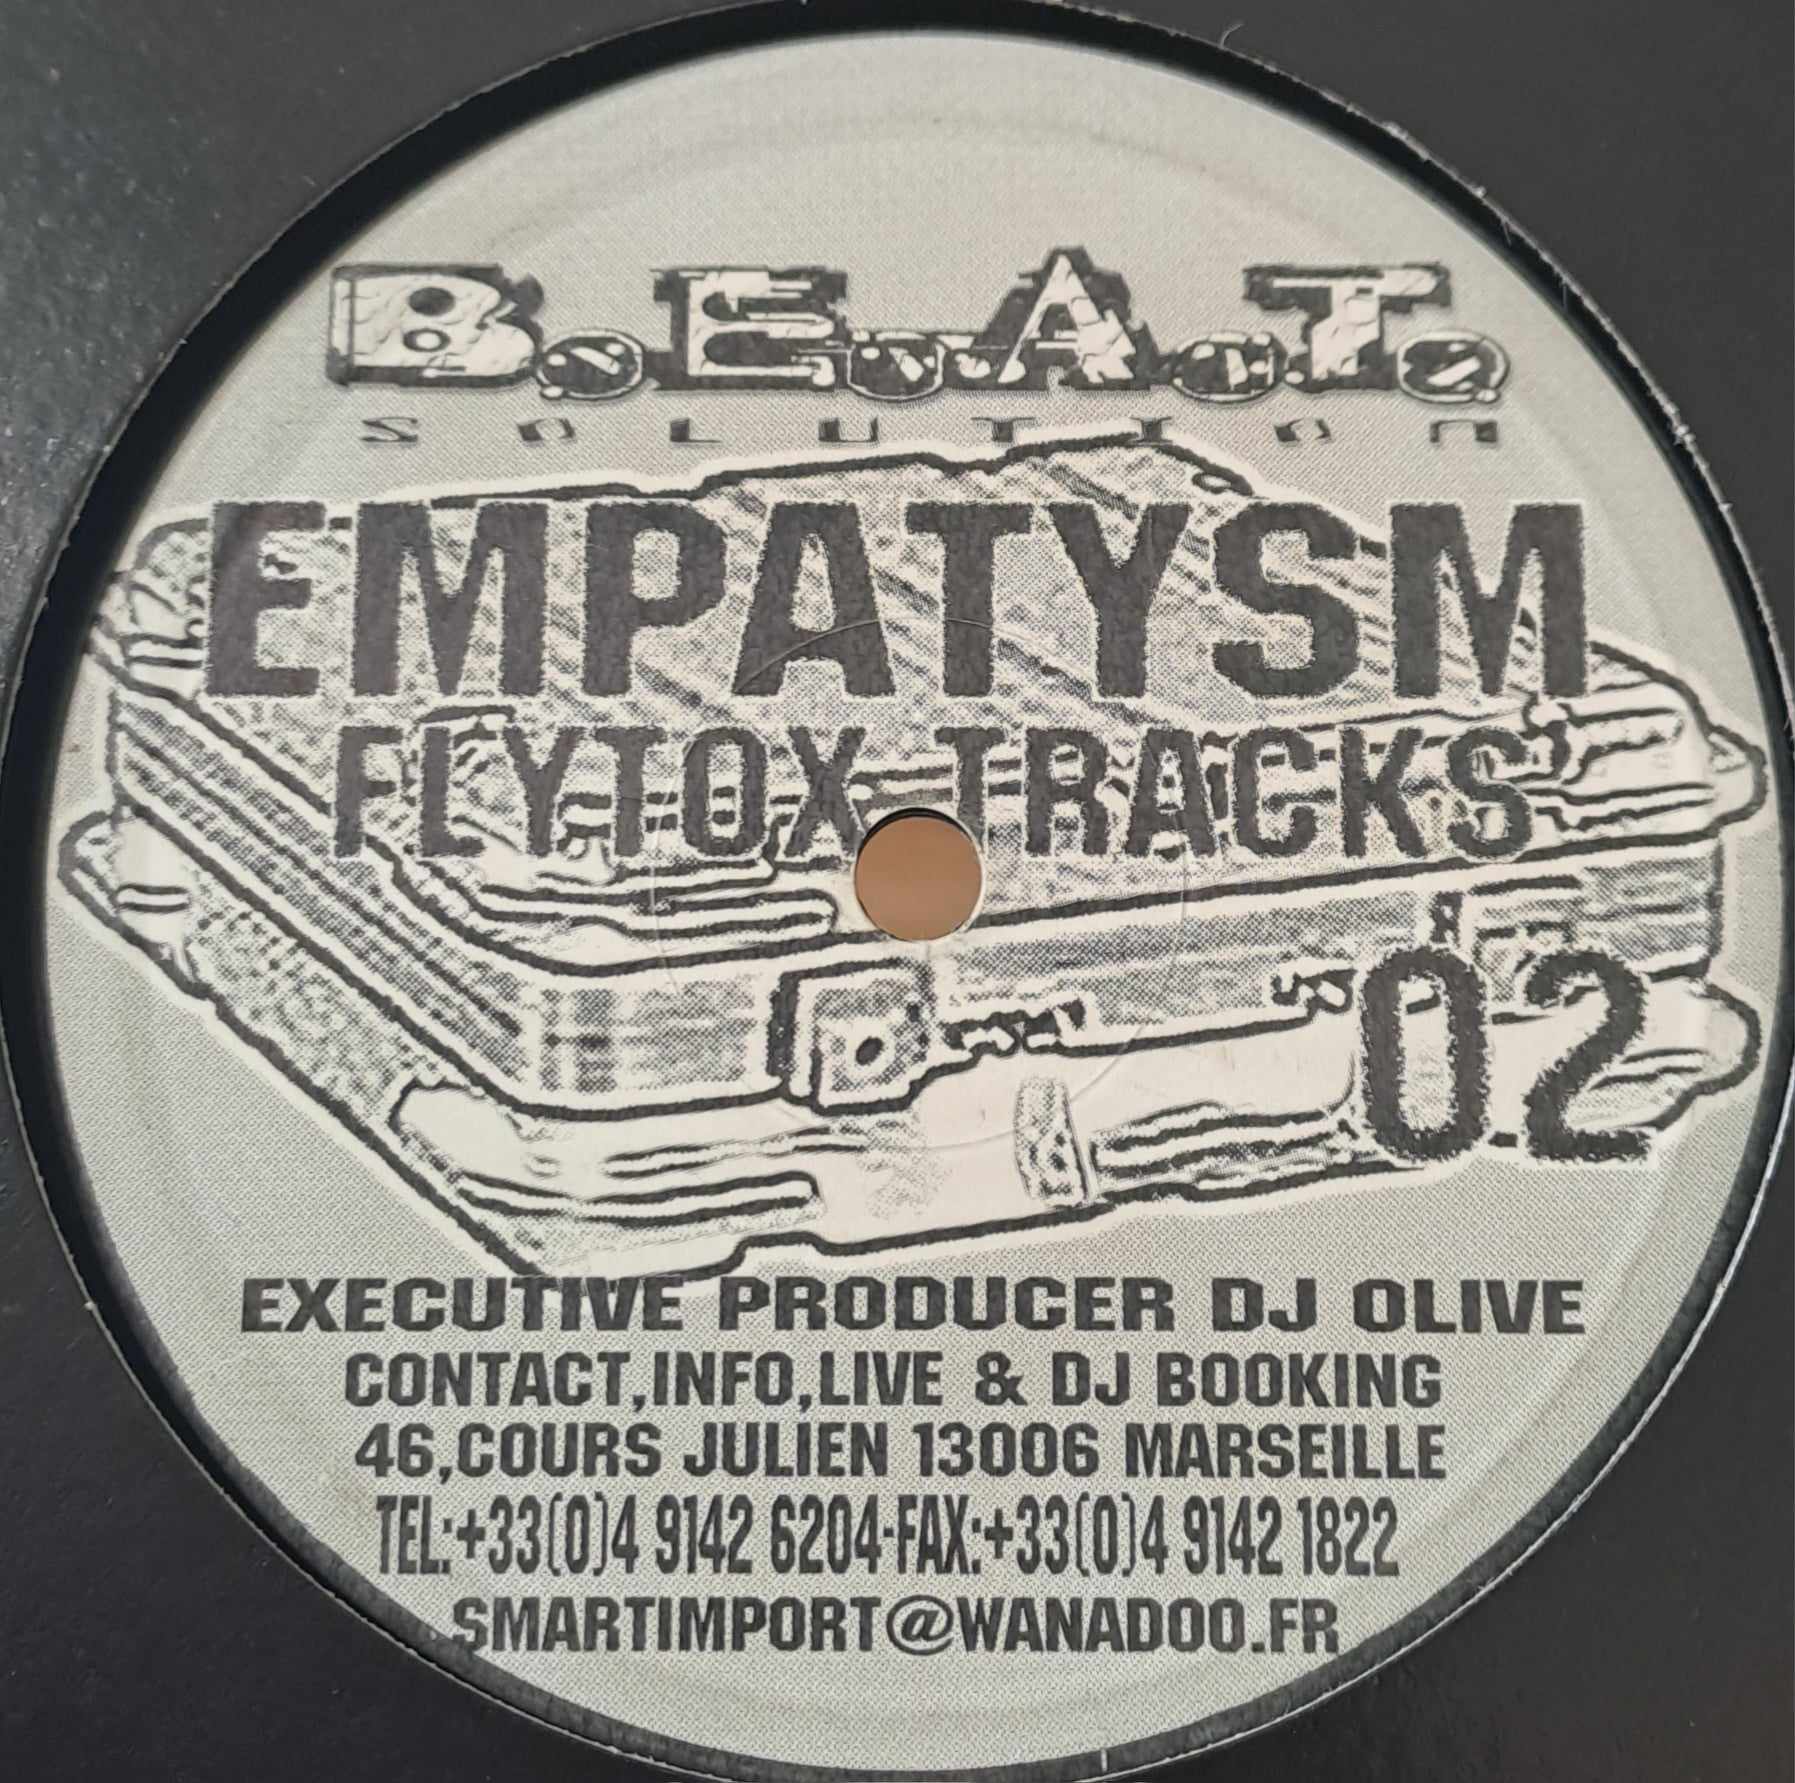 B.E.A.T.
SOLUTION
EMPATYSM
FLYTOX TRACKS
02
EXECUTIVE PRODUCER DJ OLIVE
CONTACT,INFO,LIVE & DJ BOOKING
46,COURS JULIEN 13006 MARSEILLE
TEL:+33(0)4 9142 6204-FAX:+33(0)4 9142 1822
SMARTIMPORT@WANADOO.FR